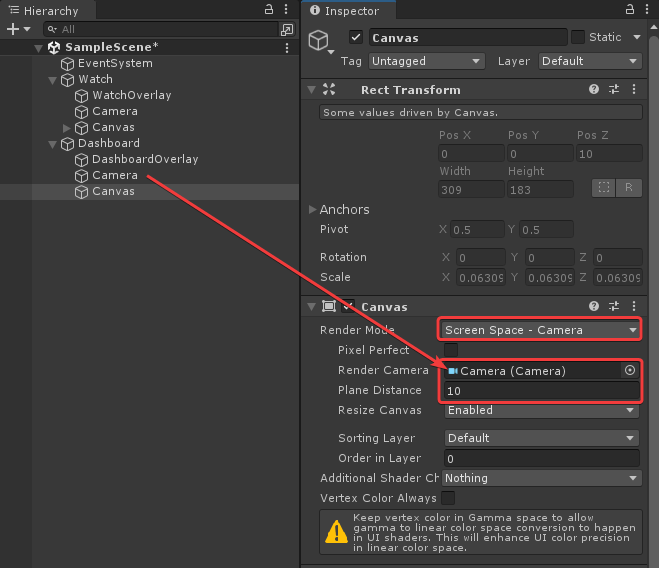 Hierarchy
All
SampleScene*
EventSystem
Watch
WatchOverlay
Camera
Canvas
Dashboard
DashboardOverlay
Camera
Canvas
Inspector
Canvas
Static
Tag Untagged Layer Default
Rect Transform
Some values driven by Canvas.
Pos X Pos Y Pos Z
0 0 10
Width Height
309 183
R
Anchors
Pivot X 0.5 Y 0.5
Rotation X 0 Y 0 Z 0
Scale X 0.06309 Y 0.06309 Z 0.06309
Canvas
Render Mode Screen Space - Camera
Pixel Perfect
Render Camera Camera (Camera)
Plane Distance 10
Resize Canvas Enabled
Sorting Layer Default
Order in Layer 0
Additional Shader Ch Nothing
Vertex Color Always
Keep vertex color in Gamma space to allow
gamma to linear color space conversion to happen
in UI shaders. This will enhance UI color precision
in linear color space.